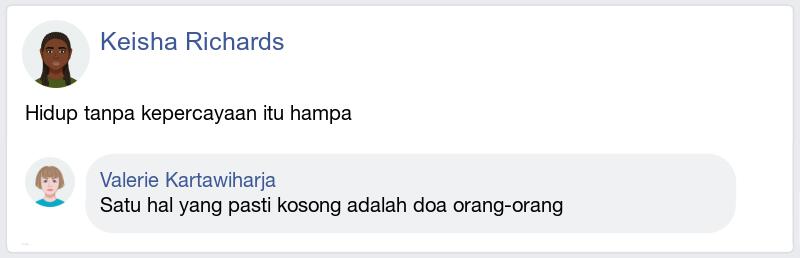 Keisha Richards
Hidup tanpa kepercayaan itu hampa
Valerie Kartawiharja
Satu hal yang pasti kosong adalah doa orang-orang